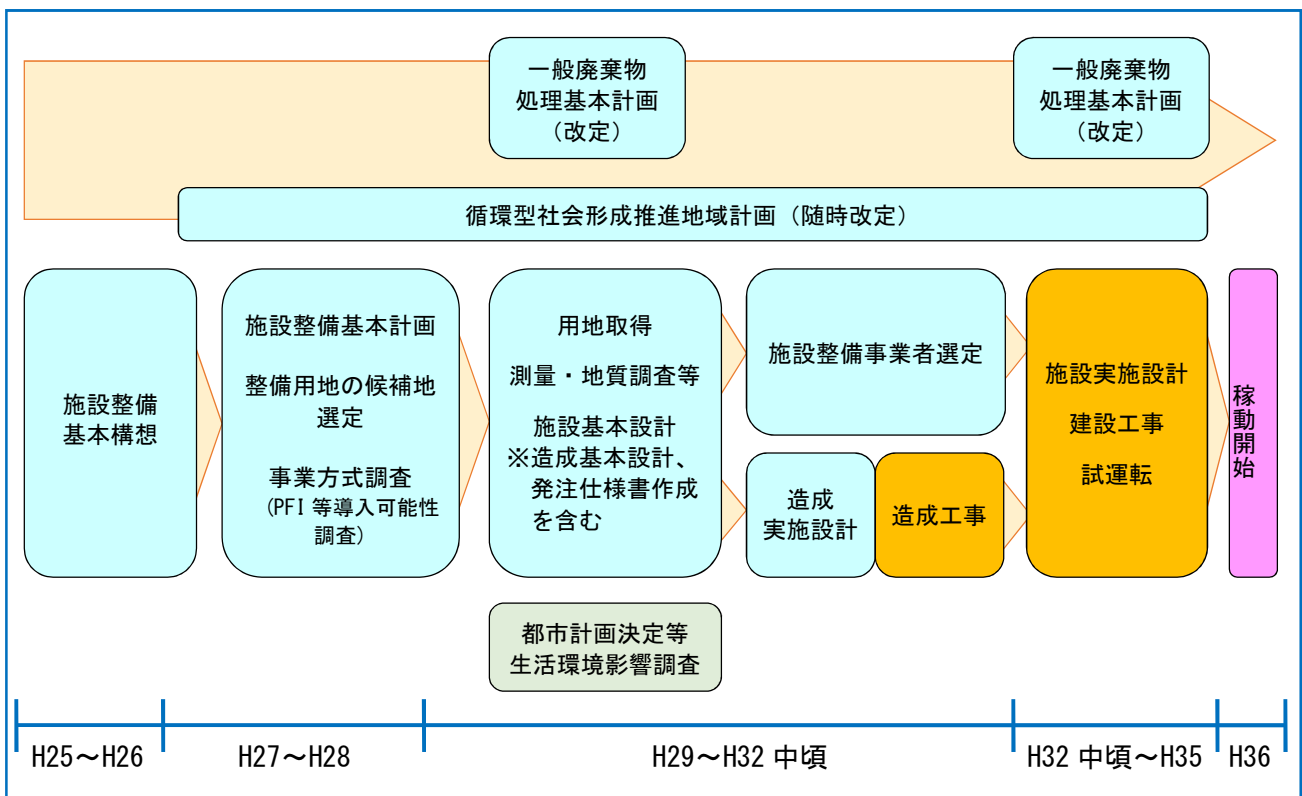 一般廃棄物
処理基本計画
（改定）
一般廃棄物
処理基本計画
（改定）
循環型社会形成推進地域計画（随時改定）
施設整備
基本構想
施設整備基本計画
整備用地の候補地
選定
事業方式調査
(PFI 等導入可能性
調査)
用地取得
測量・地質調査等
施設基本設計
※造成基本設計、
発注仕様書作成
を含む
施設整備事業者選定
造成
実施設計
造成工事
施設実施設計
建設工事
試運転
稼動開始
都市計画決定等
生活環境影響調査
H25～H26
H27～H28
H29～H32 中頃
H32 中頃～H35
H36